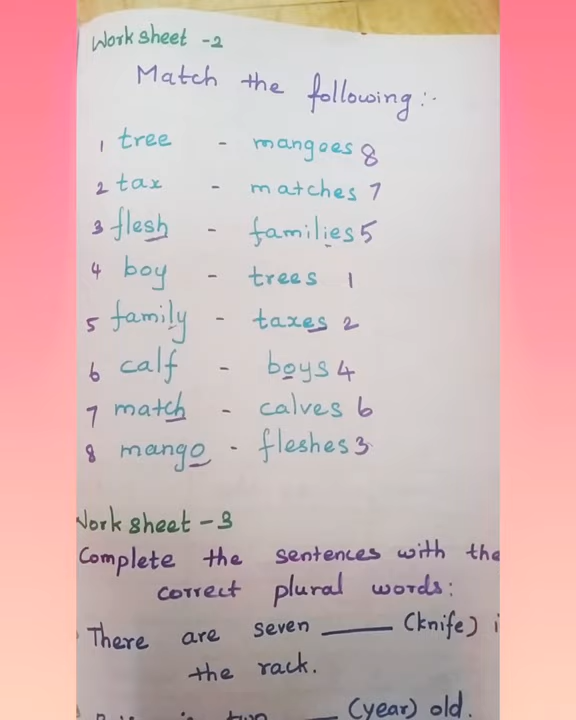 Work sheet - 2
Match the following:-
1 tree - mangoes 8
2 tax - matches 7
3 flesh - families 5
4 boy - trees 1
5 family - taxes 2
6 calf - boys 4
7 match - calves 6
8 mango - fleshes 3
Work sheet - 3
Complete the sentences with the
correct plural words:
There are seven ____ (knife) i
the rack.
two ____ (year) old.